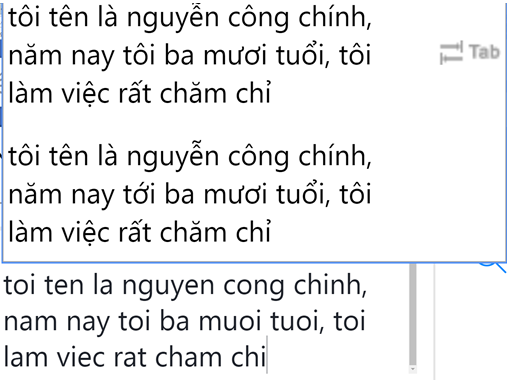 tôi tên là nguyễn công chính,
năm nay tôi ba mươi tuổi, tôi
làm việc rất chăm chỉ
Tab
tôi tên là nguyễn công chính,
năm nay tới ba mươi tuổi, tôi
làm việc rất chăm chỉ
toi ten la nguyen cong chinh,
nam nay toi ba muoi tuoi, toi
lam viec rat cham chi